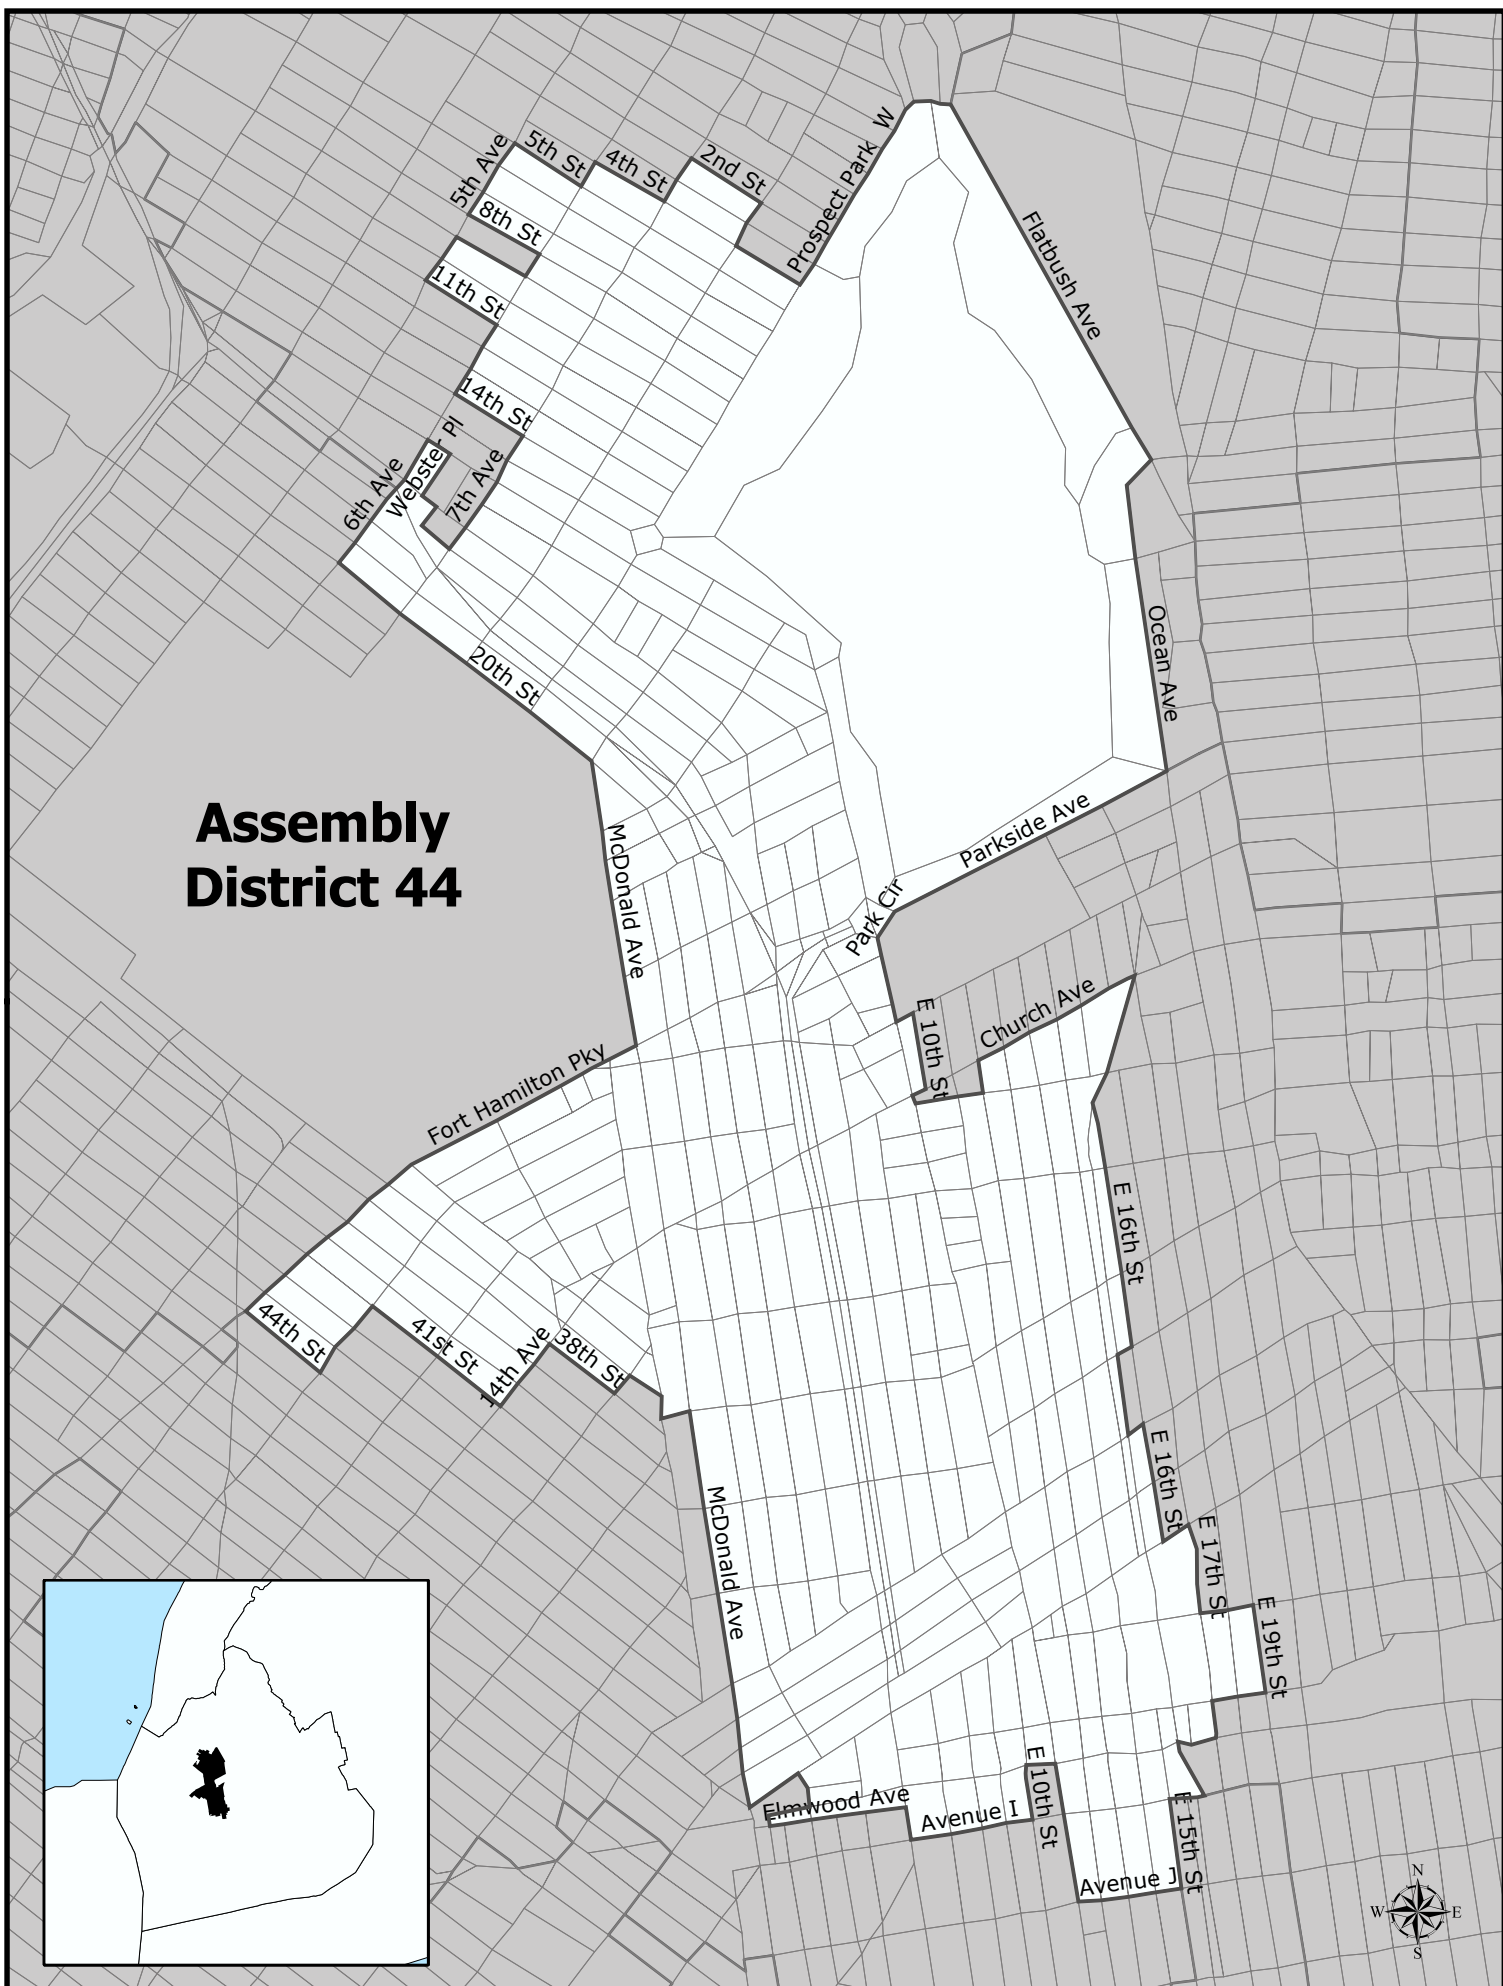 Prospect Park W
5th Ave
5th St
4th St
2nd St
8th St
Flatbush Ave
11th St
14th St
Webster Pl
6th Ave
7th Ave
Ocean Ave
20th St
Assembly
District 44
McDonald Ave
Parkside Ave
Park Cir
E 10th St
Church Ave
Fort Hamilton Pky
E 16th St
44th St
41st St
14th Ave
38th St
E 16th St
McDonald Ave
E 17th St
E 19th St
E 10th St
Elmwood Ave
Avenue I
E 15th St
Avenue J
N
W
E
S